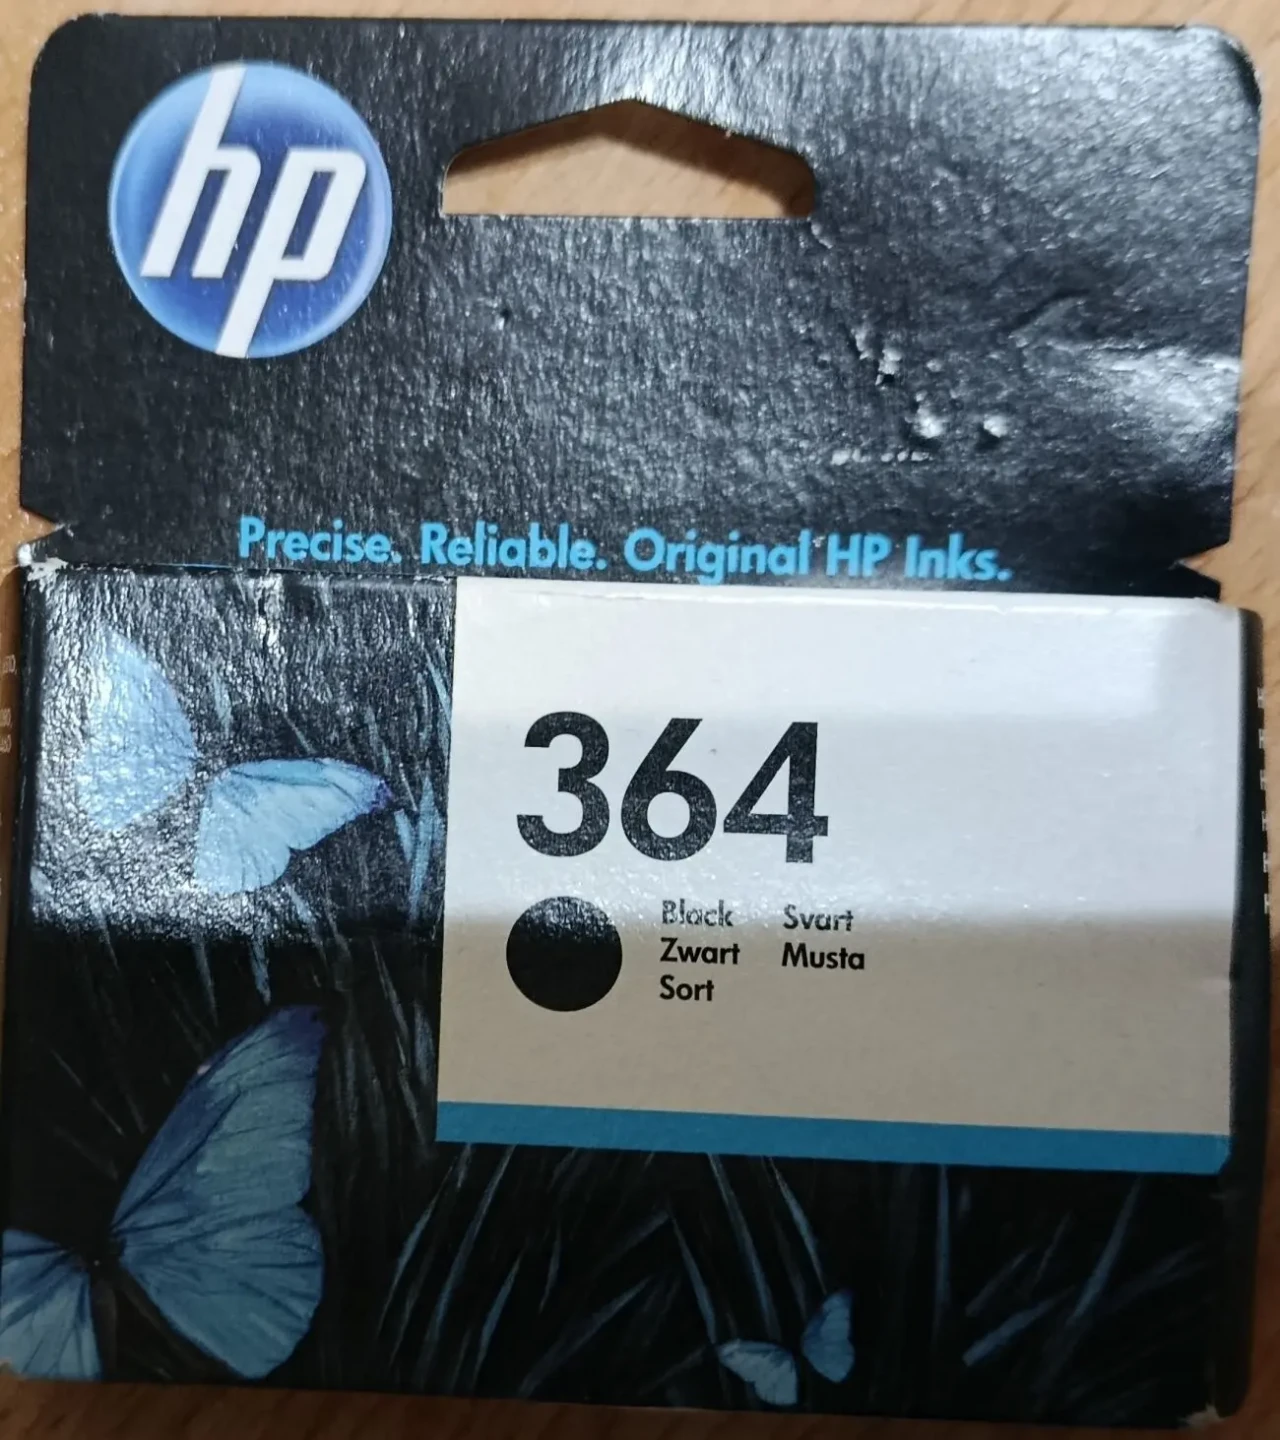 hp
Precise. Reliable. Original HP Inks.
364
Black Svart
Zwart Musta
Sort